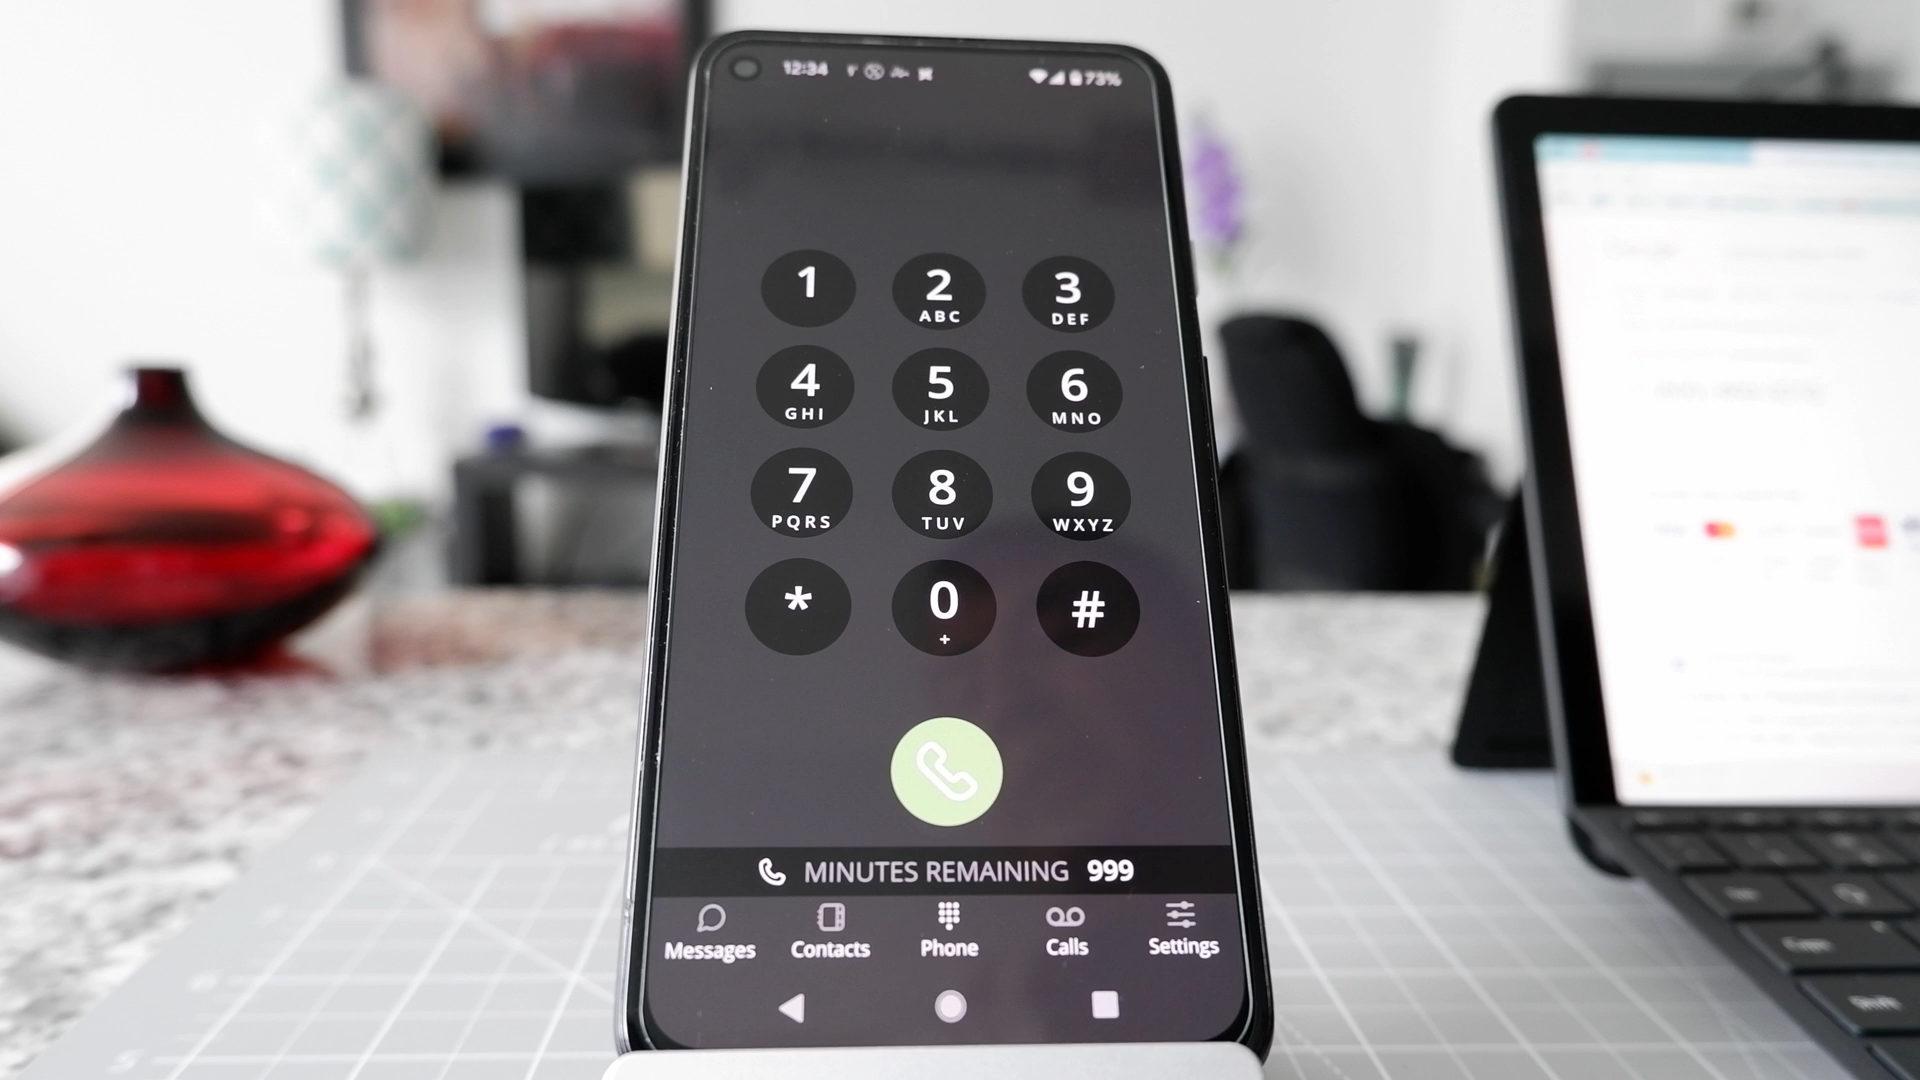 12:34
73%
1
2
ABC
3
DEF
4
GHI
5
JKL
6
MNO
7
PQRS
8
TUV
9
WXYZ
*
0
+
#
MINUTES REMAINING 999
Messages
Contacts
Phone
Calls
Settings
Shift